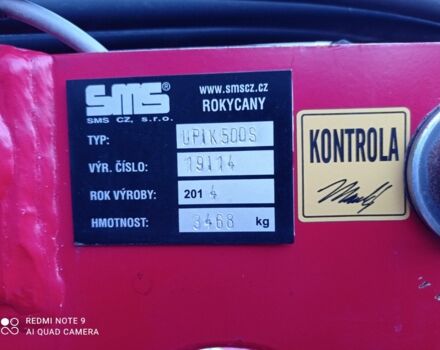 SMS®
SMS CZ, s.r.o.
www.smscz.cz
ROKYCANY
TYP: UPIK500S
VÝR. ČÍSLO: 19114
ROK VÝROBY: 2014
HMOTNOST: 3468 kg
KONTROLA
REDMI NOTE 9
AI QUAD CAMERA